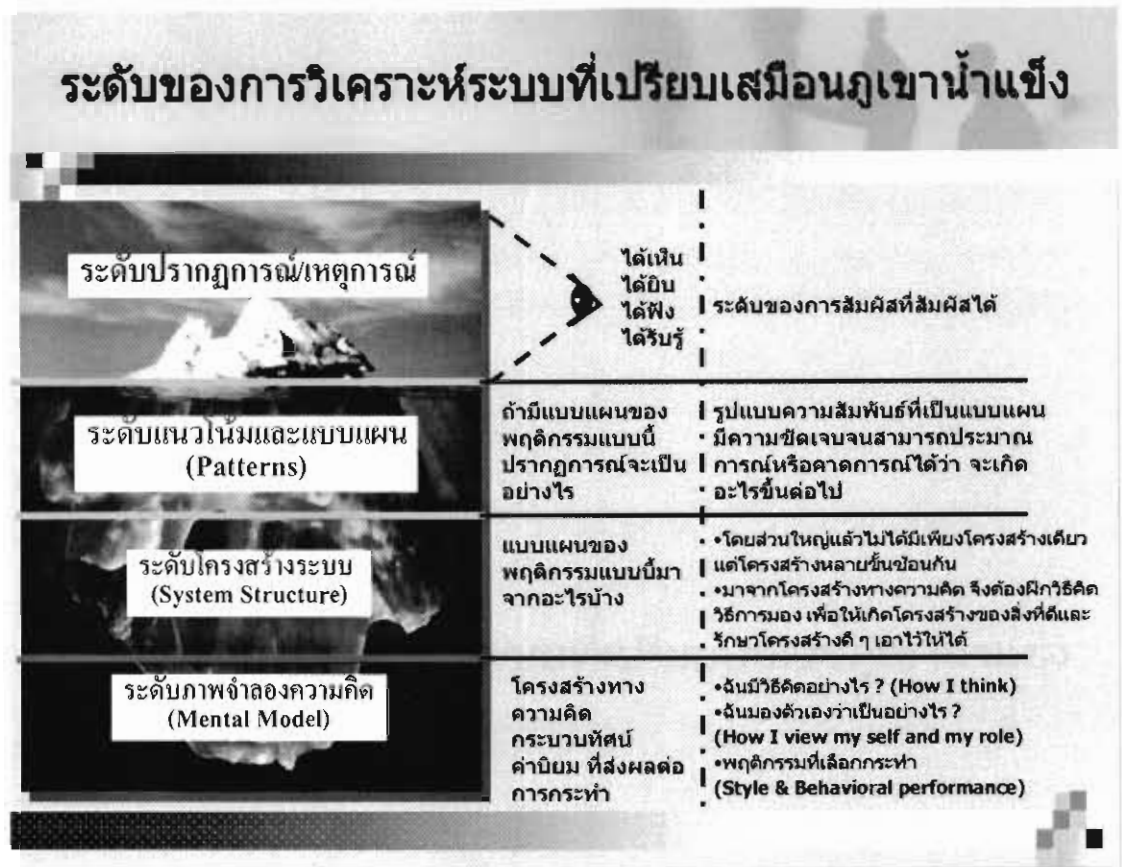 ระดับของการวิเคราะห์ระบบที่เปรียบเสมือนภูเขาน้ำแข็ง
ระดับปรากฏการณ์/เหตุการณ์
ได้เห็น
ได้ยิน
ได้ฟัง
ได้รับรู้
ระดับของการสัมผัสที่สัมผัสได้
ระดับแนวโน้มและแบบแผน
(Patterns)
ถ้ามีแบบแผนของ
พฤติกรรมแบบนี้
ปรากฏการณ์จะเป็น
อย่างไร
รูปแบบความสัมพันธ์ที่เป็นแบบแผน
มีความชัดเจนจนสามารถประมาณ
การณ์หรือคาดการณ์ได้ว่า จะเกิด
อะไรขึ้นต่อไป
ระดับโครงสร้างระบบ
(System Structure)
แบบแผนของ
พฤติกรรมแบบนี้มา
จากอะไรบ้าง
•โดยส่วนใหญ่แล้วไม่ได้มีเพียงโครงสร้างเดียว
แต่โครงสร้างหลายชั้นซ้อนกัน
•มาจากโครงสร้างทางความคิด จึงต้องฝึกวิธีคิด
วิธีการมอง เพื่อให้เกิดโครงสร้างของสิ่งที่ดีและ
รักษาโครงสร้างดี ๆ เอาไว้ให้ได้
ระดับภาพจำลองความคิด
(Mental Model)
โครงสร้างทาง
ความคิด
กระบวนทัศน์
ค่านิยม ที่ส่งผลต่อ
การกระทำ
•ฉันมีวิธีคิดอย่างไร ? (How I think)
•ฉันมองตัวเองว่าเป็นอย่างไร ?
(How I view my self and my role)
•พฤติกรรมที่เลือกกระทำ
(Style & Behavioral performance)